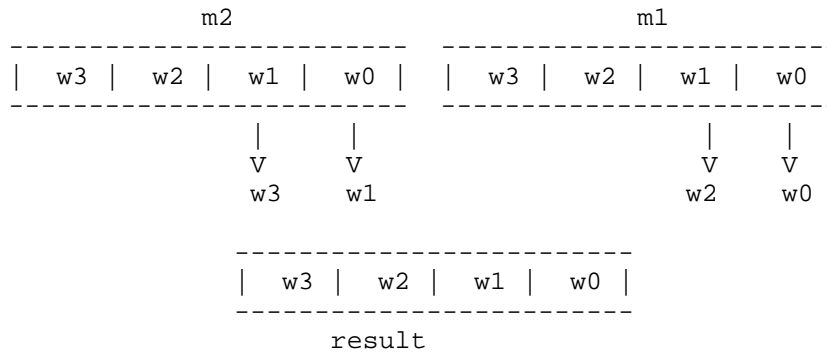 m2 m1
--------------------------- --------------------------
| w3 | w2 | w1 | w0 | | w3 | w2 | w1 | w0
--------------------------- --------------------------
| | | |
V V V V
w3 w1 w2 w0
---------------------------
| w3 | w2 | w1 | w0 |
---------------------------
result